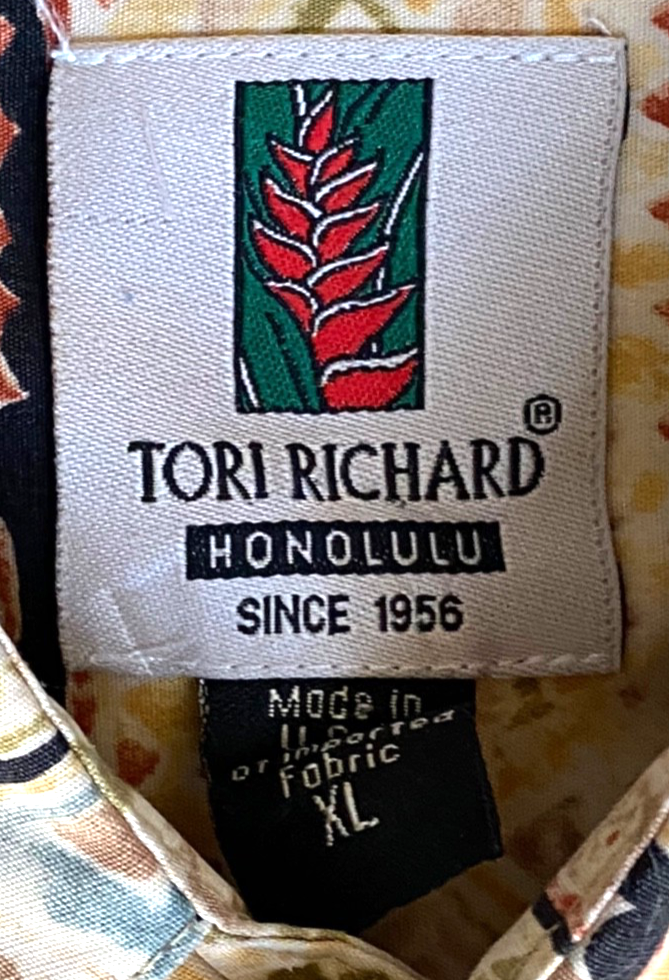 TORI RICHARD®
HONOLULU
SINCE 1956
Made in
of imported
Fabric
XL